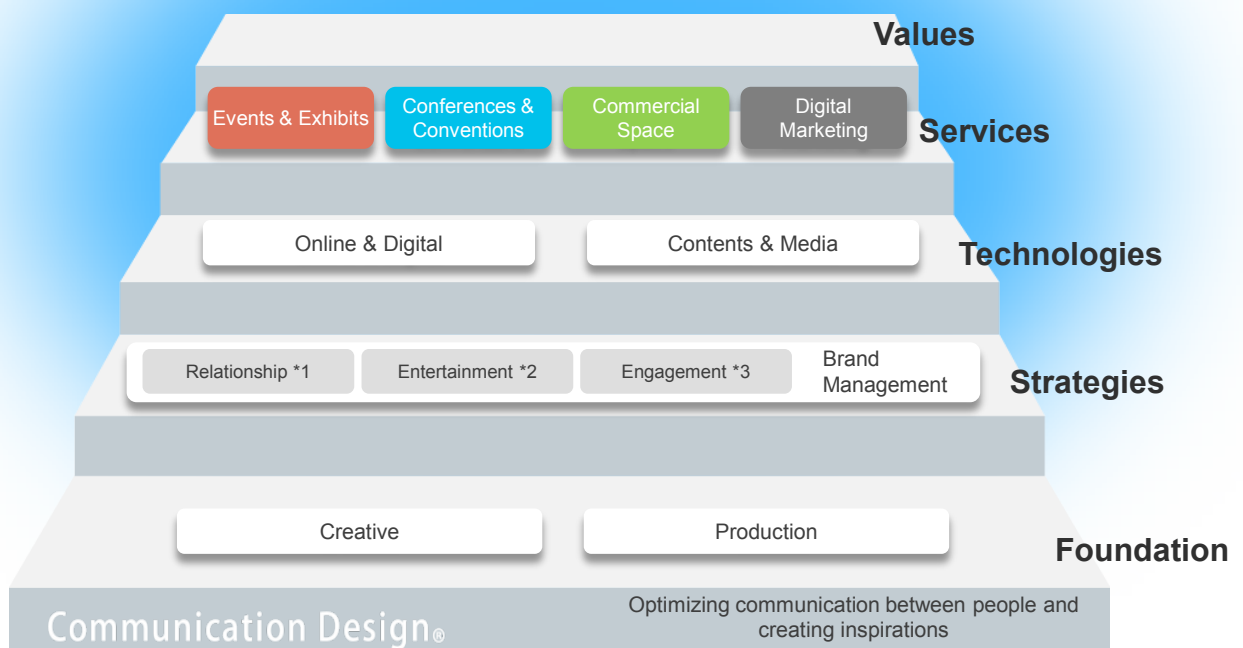 Values
Events & Exhibits
Conferences &
Conventions
Commercial
Space
Digital
Marketing
Services
Online & Digital
Contents & Media
Technologies
Relationship *1
Entertainment *2
Engagement *3
Brand
Management
Strategies
Creative
Production
Foundation
Communication Design®
Optimizing communication between people and
creating inspirations